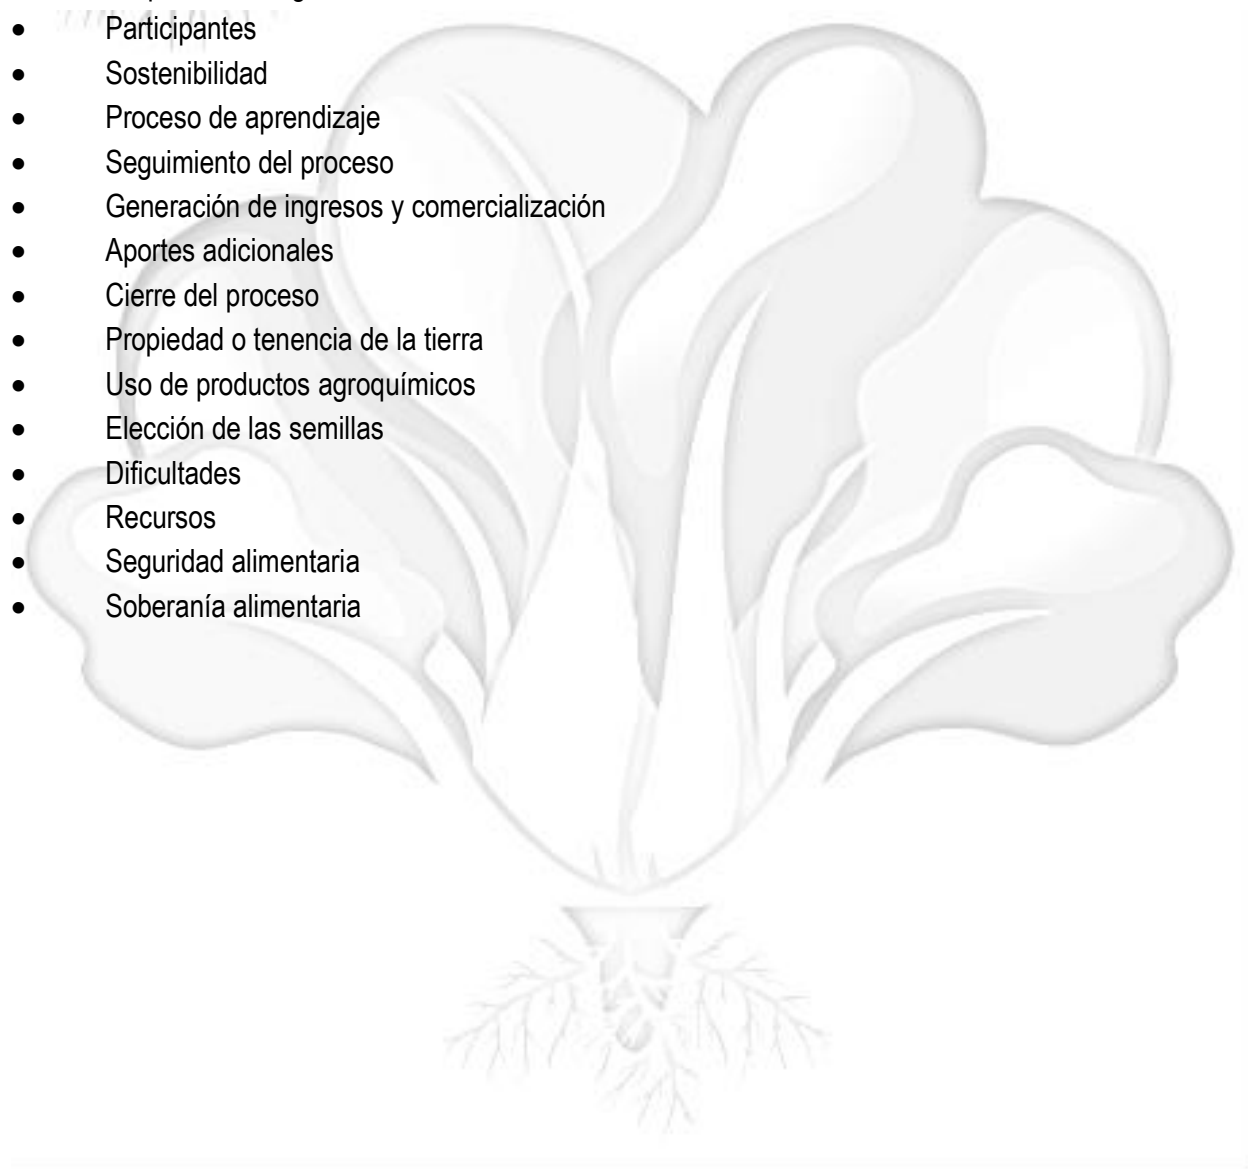 • Participantes
• Sostenibilidad
• Proceso de aprendizaje
• Seguimiento del proceso
• Generación de ingresos y comercialización
• Aportes adicionales
• Cierre del proceso
• Propiedad o tenencia de la tierra
• Uso de productos agroquímicos
• Elección de las semillas
• Dificultades
• Recursos
• Seguridad alimentaria
• Soberanía alimentaria